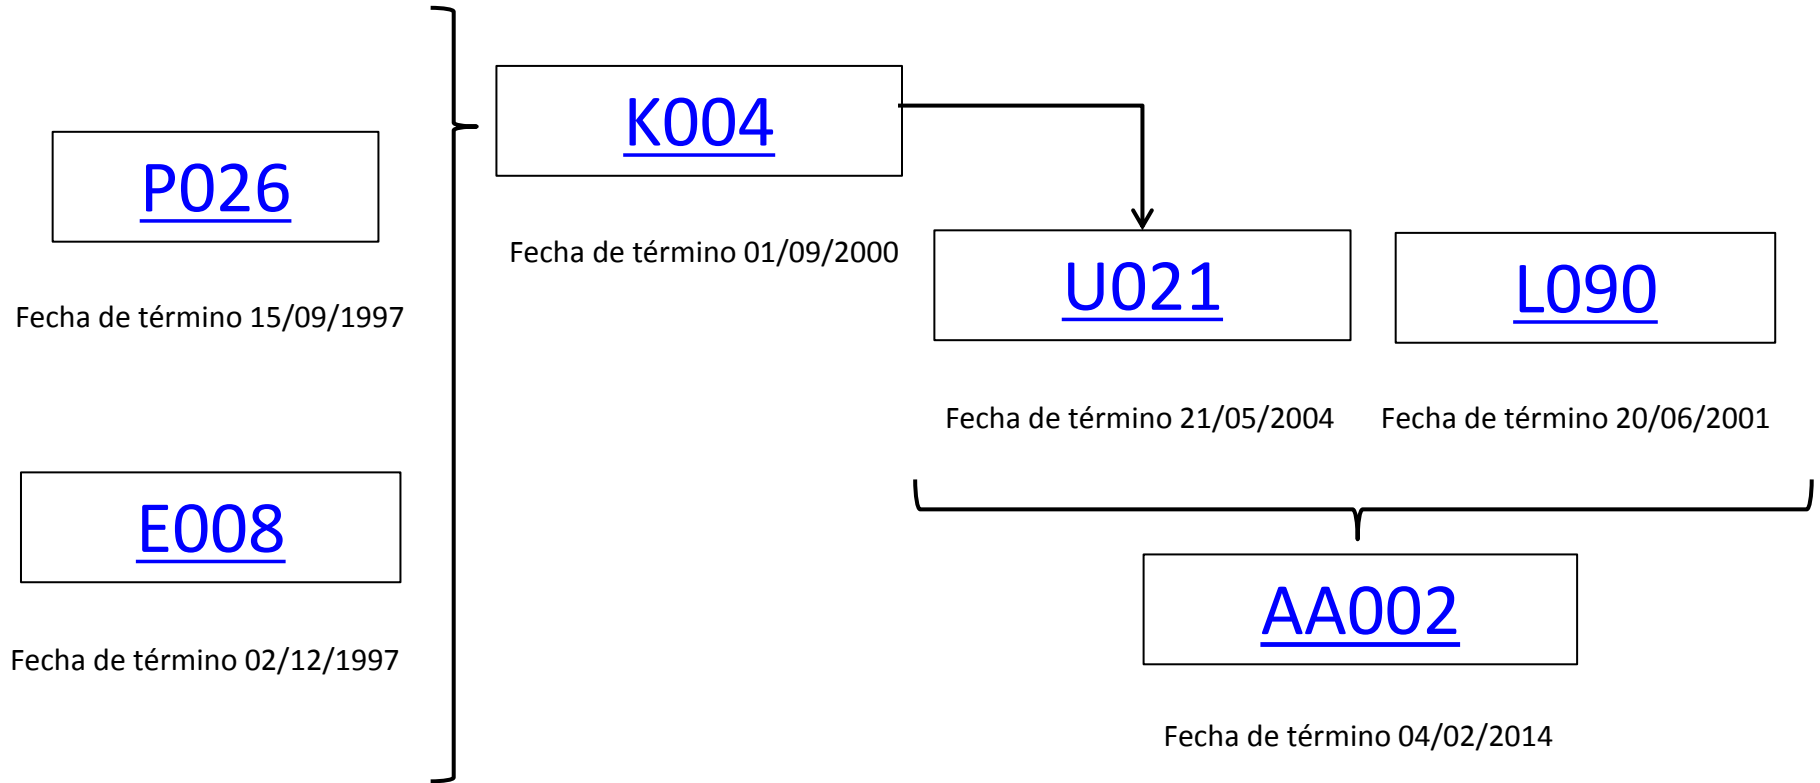 P026
Fecha de término 15/09/1997
E008
Fecha de término 02/12/1997
K004
Fecha de término 01/09/2000
U021
Fecha de término 21/05/2004
L090
Fecha de término 20/06/2001
AA002
Fecha de término 04/02/2014